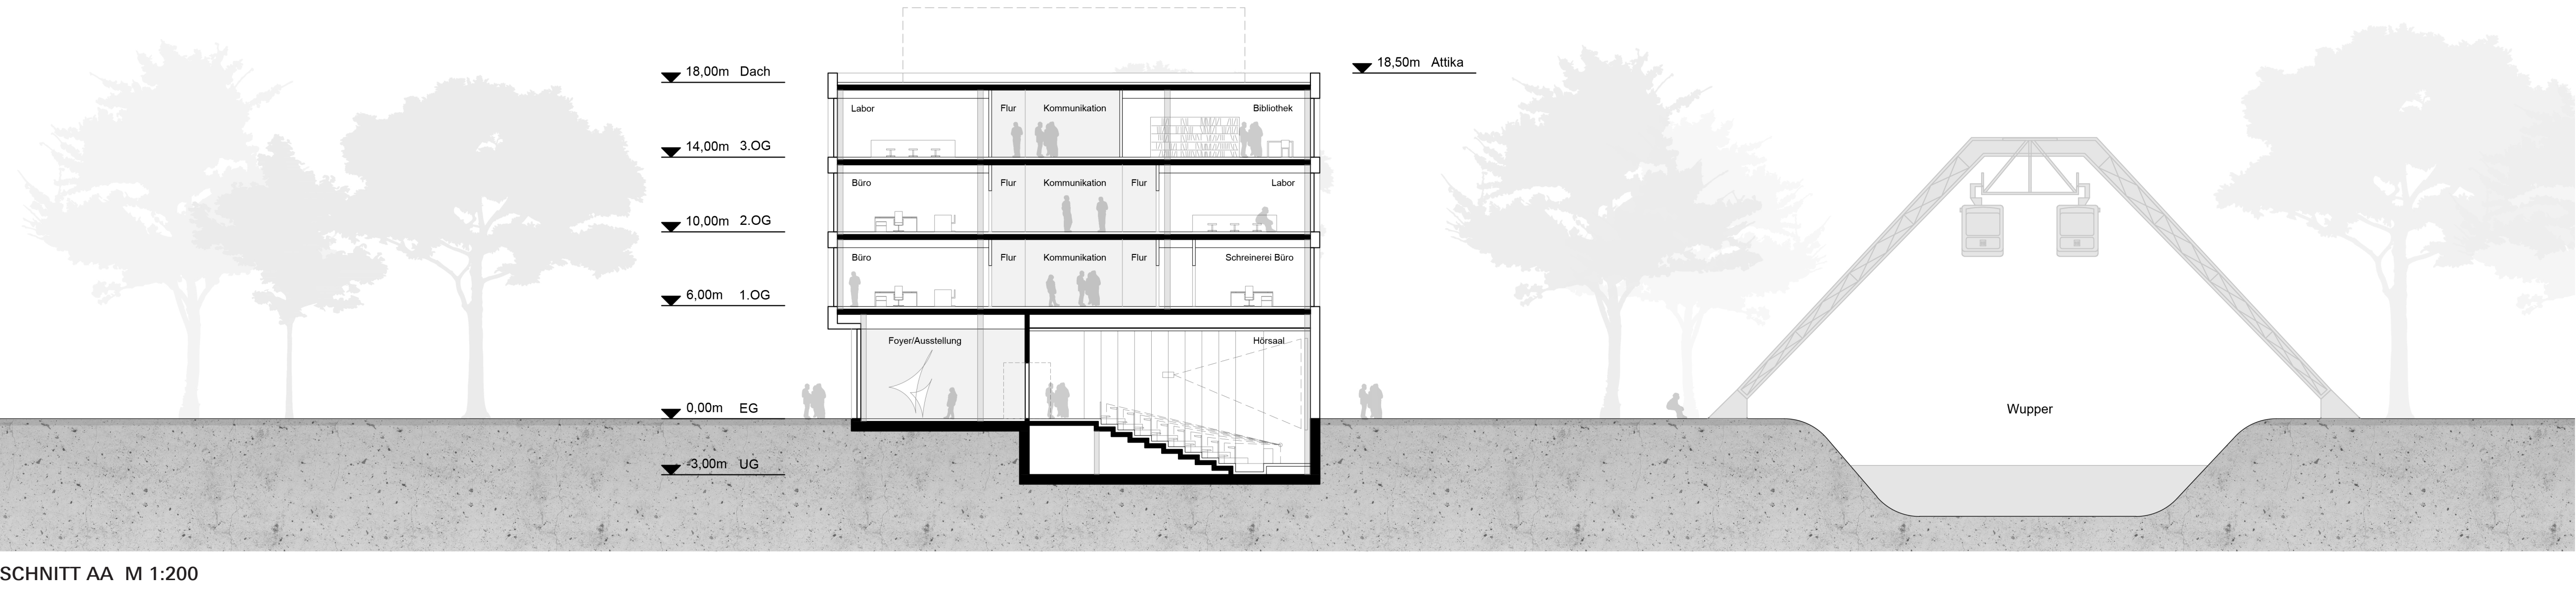 18,00m Dach
18,50m Attika
Labor
Flur
Kommunikation
Bibliothek
14,00m 3.OG
Büro
Flur
Kommunikation
Flur
Labor
10,00m 2.OG
Büro
Flur
Kommunikation
Flur
Schreinerei Büro
6,00m 1.OG
Foyer/Ausstellung
Hörsaal
0,00m EG
Wupper
-3,00m UG
SCHNITT AA M 1:200